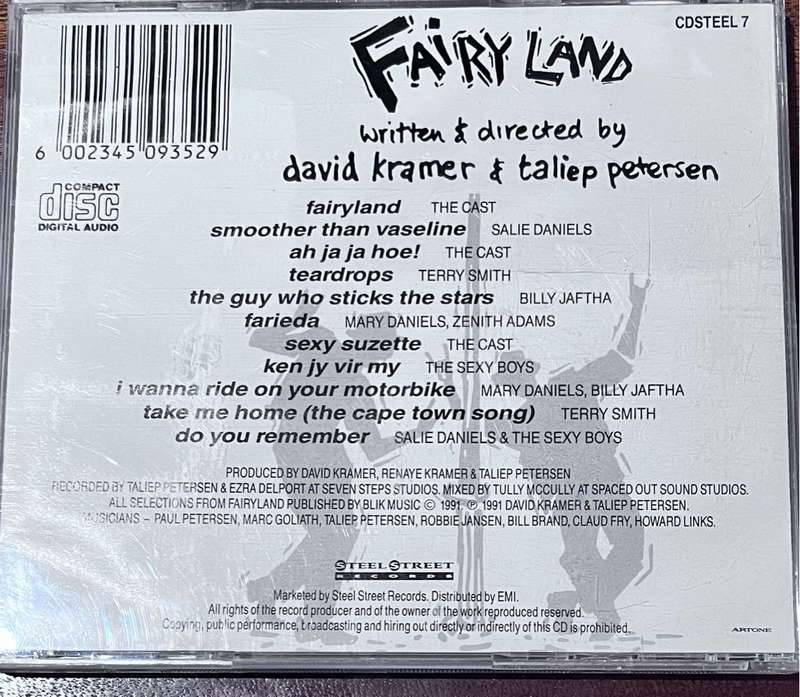 CDSTEEL 7
FAIRY LAND
written & directed by
david kramer & taliep petersen
6 002345 093529
COMPACT
disc
DIGITAL AUDIO
fairyland THE CAST
smoother than vaseline SALIE DANIELS
ah ja ja hoe! THE CAST
teardrops TERRY SMITH
the guy who sticks the stars BILLY JAFTHA
farieda MARY DANIELS, ZENITH ADAMS
sexy suzette THE CAST
ken jy vir my THE SEXY BOYS
i wanna ride on your motorbike MARY DANIELS, BILLY JAFTHA
take me home (the cape town song) TERRY SMITH
do you remember SALIE DANIELS & THE SEXY BOYS
PRODUCED BY DAVID KRAMER, RENAYE KRAMER & TALIEP PETERSEN
RECORDED BY TALIEP PETERSEN & EZRA DELPORT AT SEVEN STEPS STUDIOS. MIXED BY TULLY MCCULLY AT SPACED OUT SOUND STUDIOS.
ALL SELECTIONS FROM FAIRYLAND PUBLISHED BY BLIK MUSIC © 1991. ℗ 1991 DAVID KRAMER & TALIEP PETERSEN.
MUSICIANS – PAUL PETERSEN, MARC GOLIATH, TALIEP PETERSEN, ROBBIE JANSEN, BILL BRAND, CLAUD FRY, HOWARD LINKS.
STEEL STREET
RECORDS
Marketed by Steel Street Records. Distributed by EMI.
All rights of the record producer and of the owner of the work reproduced reserved.
Copying, public performance, broadcasting and hiring out directly or indirectly of this CD is prohibited.
ARTONE